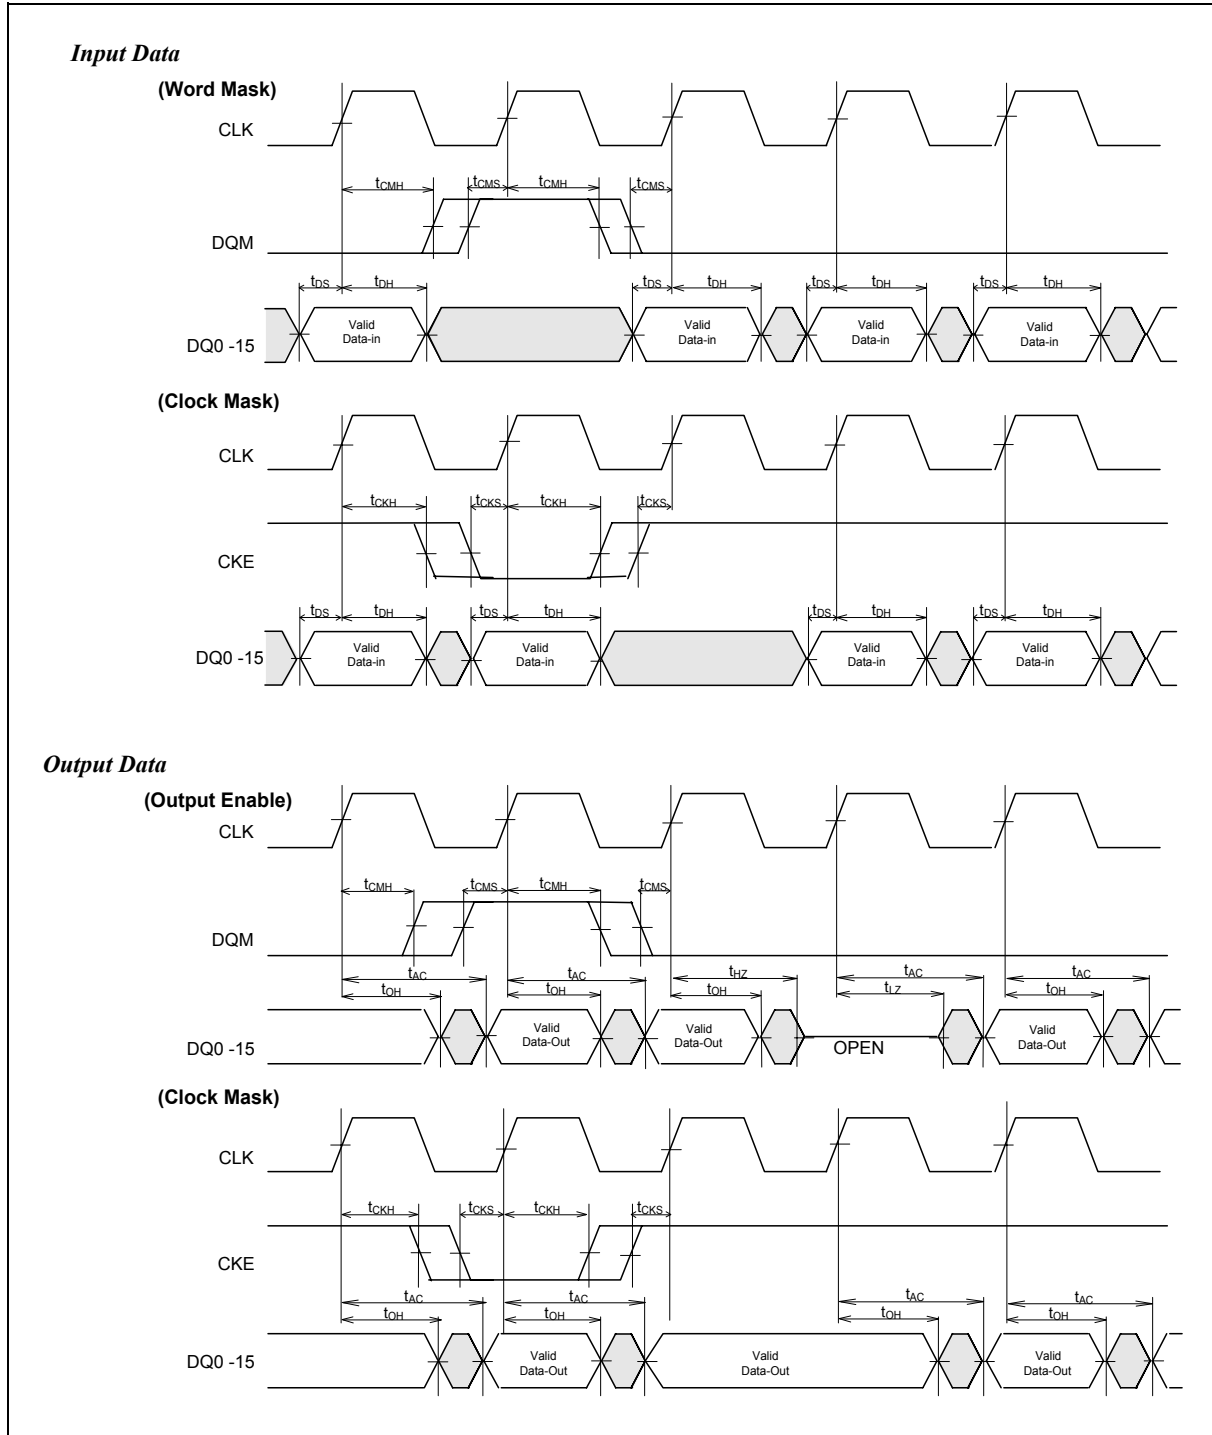 Input Data
(Word Mask)
CLK
tCMH tCMS tCMH tCMS
DQM
tDS tDH tDS tDH tDS tDH tDS tDH
Valid Data-in Valid Data-in Valid Data-in Valid Data-in
DQ0 -15
(Clock Mask)
CLK
tCKH tCKS tCKH tCKS
CKE
tDS tDH tDS tDH tDS tDH tDS tDH
Valid Data-in Valid Data-in Valid Data-in Valid Data-in
DQ0 -15
Output Data
(Output Enable)
CLK
tCMH tCMS tCMH tCMS
DQM
tAC tAC tHZ tAC tAC
tOH tOH tOH tLZ tOH
Valid Data-Out Valid Data-Out Valid Data-Out
DQ0 -15 OPEN
(Clock Mask)
CLK
tCKH tCKS tCKH tCKS
CKE
tAC tAC tAC tAC
tOH tOH tOH tOH
Valid Data-Out Valid Data-Out Valid Data-Out
DQ0 -15